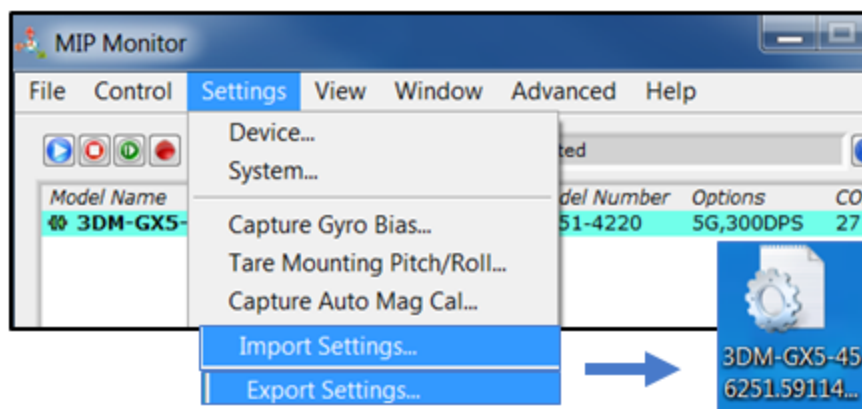 MIP Monitor
File Control Settings View Window Advanced Help
Device...
System...
ted
Model Name del Number Options CO
3DM-GX5- 51-4220 5G,300DPS 27
Capture Gyro Bias...
Tare Mounting Pitch/Roll...
Capture Auto Mag Cal...
Import Settings...
Export Settings...
3DM-GX5-45
6251.59114...